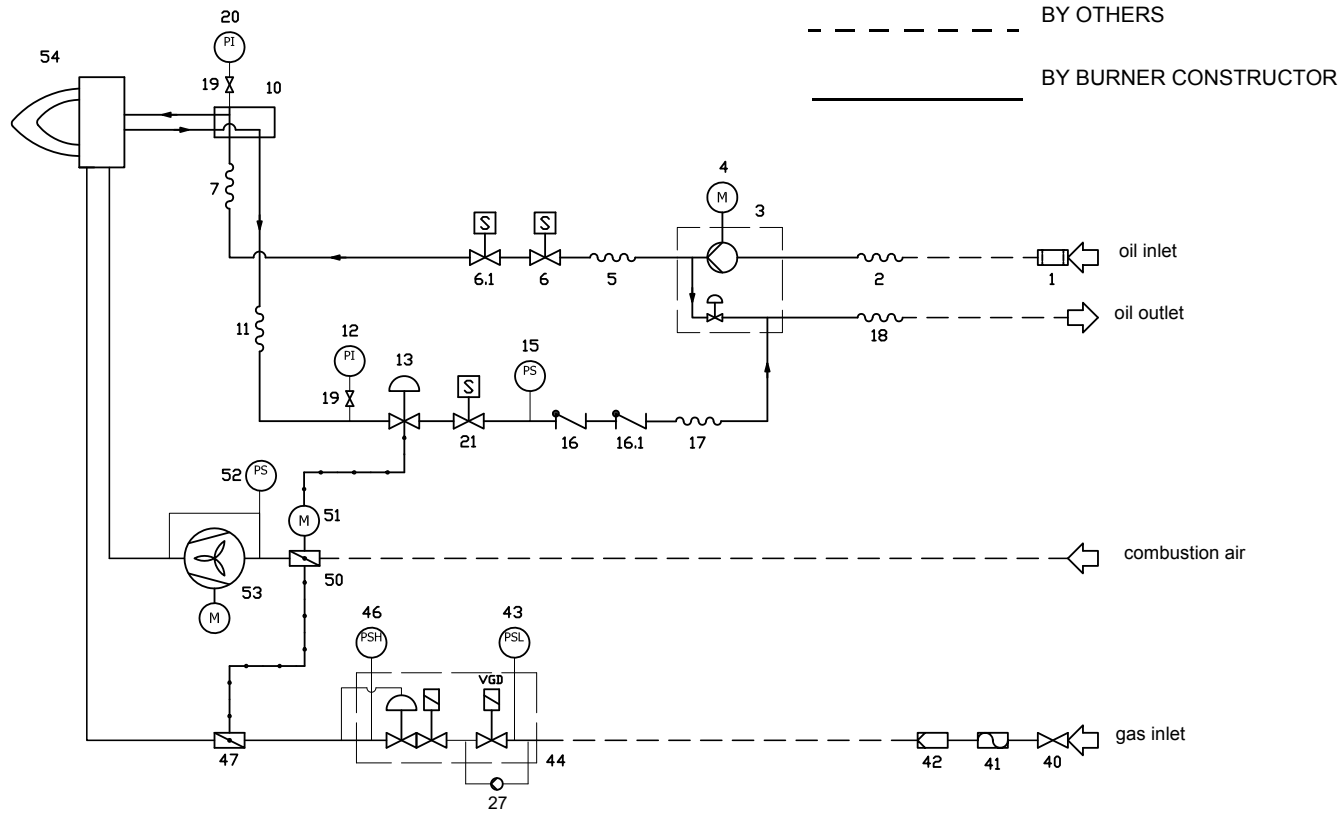 20
BY OTHERS
54
PI
19
10
BY BURNER CONSTRUCTOR
4
7
M
3
S
S
6.1
6
5
2
1
oil inlet
11
12
18
oil outlet
PI
13
15
19
S
PS
21
16
16.1
17
52
PS
51
M
combustion air
53
50
M
46
43
PSH
PSL
VGD
gas inlet
47
44
42
41
40
27